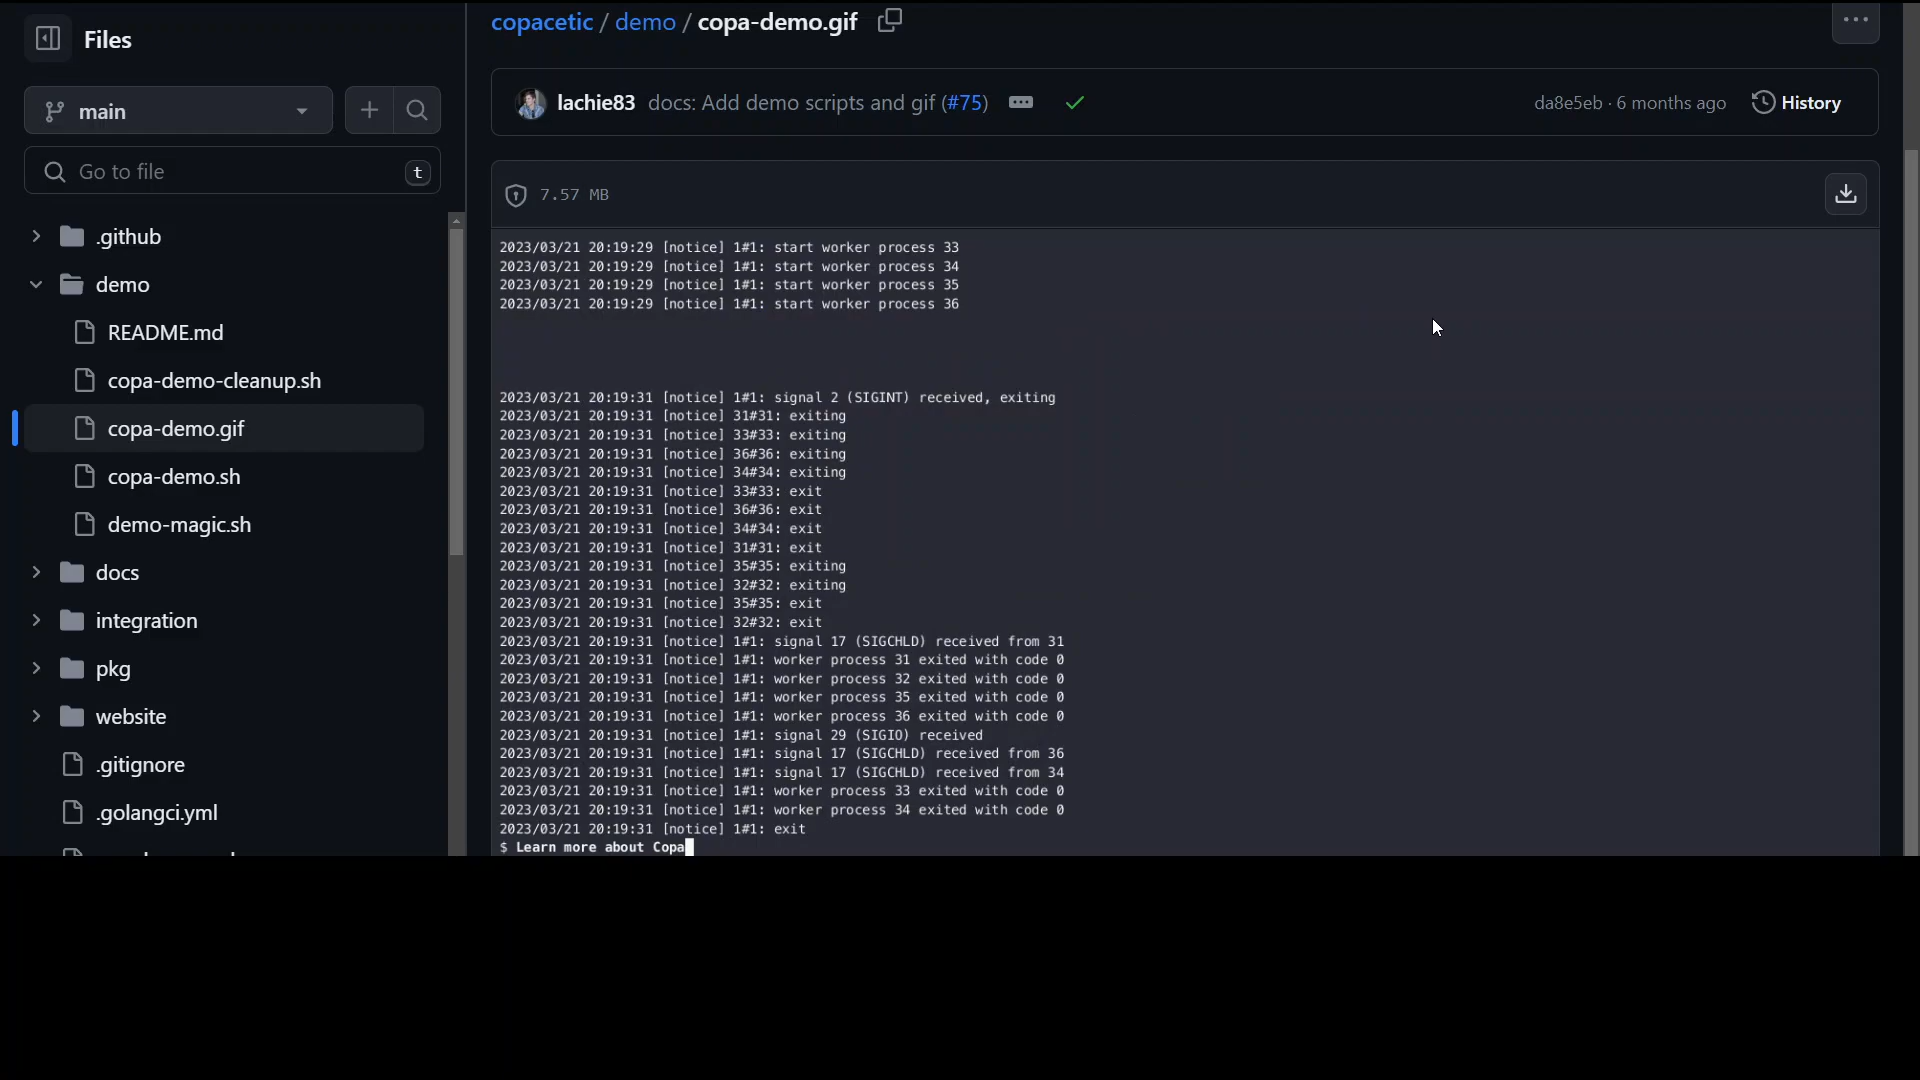 Files
main
Go to file
t
.github
demo
README.md
copa-demo-cleanup.sh
copa-demo.gif
copa-demo.sh
demo-magic.sh
docs
integration
pkg
website
.gitignore
.golangci.yml
copacetic / demo / copa-demo.gif
lachie83 docs: Add demo scripts and gif (#75)
da8e5eb · 6 months ago History
7.57 MB
2023/03/21 20:19:29 [notice] 1#1: start worker process 33
2023/03/21 20:19:29 [notice] 1#1: start worker process 34
2023/03/21 20:19:29 [notice] 1#1: start worker process 35
2023/03/21 20:19:29 [notice] 1#1: start worker process 36
2023/03/21 20:19:31 [notice] 1#1: signal 2 (SIGINT) received, exiting
2023/03/21 20:19:31 [notice] 31#31: exiting
2023/03/21 20:19:31 [notice] 33#33: exiting
2023/03/21 20:19:31 [notice] 36#36: exiting
2023/03/21 20:19:31 [notice] 34#34: exiting
2023/03/21 20:19:31 [notice] 33#33: exit
2023/03/21 20:19:31 [notice] 36#36: exit
2023/03/21 20:19:31 [notice] 34#34: exit
2023/03/21 20:19:31 [notice] 31#31: exit
2023/03/21 20:19:31 [notice] 35#35: exiting
2023/03/21 20:19:31 [notice] 32#32: exiting
2023/03/21 20:19:31 [notice] 35#35: exit
2023/03/21 20:19:31 [notice] 32#32: exit
2023/03/21 20:19:31 [notice] 1#1: signal 17 (SIGCHLD) received from 31
2023/03/21 20:19:31 [notice] 1#1: worker process 31 exited with code 0
2023/03/21 20:19:31 [notice] 1#1: worker process 32 exited with code 0
2023/03/21 20:19:31 [notice] 1#1: worker process 35 exited with code 0
2023/03/21 20:19:31 [notice] 1#1: worker process 36 exited with code 0
2023/03/21 20:19:31 [notice] 1#1: signal 29 (SIGIO) received
2023/03/21 20:19:31 [notice] 1#1: signal 17 (SIGCHLD) received from 36
2023/03/21 20:19:31 [notice] 1#1: signal 17 (SIGCHLD) received from 34
2023/03/21 20:19:31 [notice] 1#1: worker process 33 exited with code 0
2023/03/21 20:19:31 [notice] 1#1: worker process 34 exited with code 0
2023/03/21 20:19:31 [notice] 1#1: exit
$ Learn more about Copa